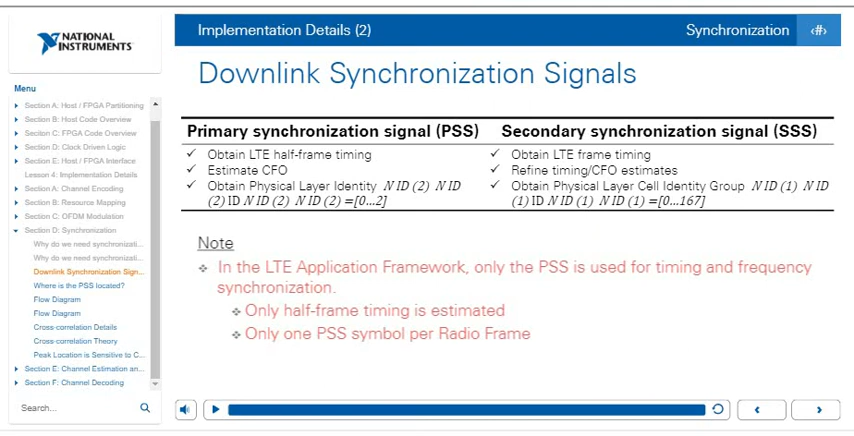 NATIONAL
INSTRUMENTS
Implementation Details (2)
Synchronization
‹#›
Menu
Section A: Host / FPGA Partitioning
Section B: Host Code Overview
Section C: FPGA Code Overview
Section D: Clock Driven Logic
Section E: Host / FPGA Interface
Lesson 4: Implementation Details
Section A: Channel Encoding
Section B: Resource Mapping
Section C: OFDM Modulation
Section D: Synchronization
Why do we need synchronizati...
Why do we need synchronizati...
Downlink Synchronization Sign...
Where is the PSS located?
Flow Diagram
Flow Diagram
Cross-correlation Details
Cross-correlation Theory
Peak Location is Sensitive to C...
Section E: Channel Estimation an...
Section F: Channel Decoding
Search...
Downlink Synchronization Signals
Primary synchronization signal (PSS)
✓ Obtain LTE half-frame timing
✓ Estimate CFO
✓ Obtain Physical Layer Identity N ID (2) N ID
(2) ID N ID (2) N ID (2) =[0...2]
Secondary synchronization signal (SSS)
✓ Obtain LTE frame timing
✓ Refine timing/CFO estimates
✓ Obtain Physical Layer Cell Identity Group N ID (1) N ID
(1) ID N ID (1) N ID (1) =[0...167]
Note
❖ In the LTE Application Framework, only the PSS is used for timing and frequency
synchronization.
❖ Only half-frame timing is estimated
❖ Only one PSS symbol per Radio Frame